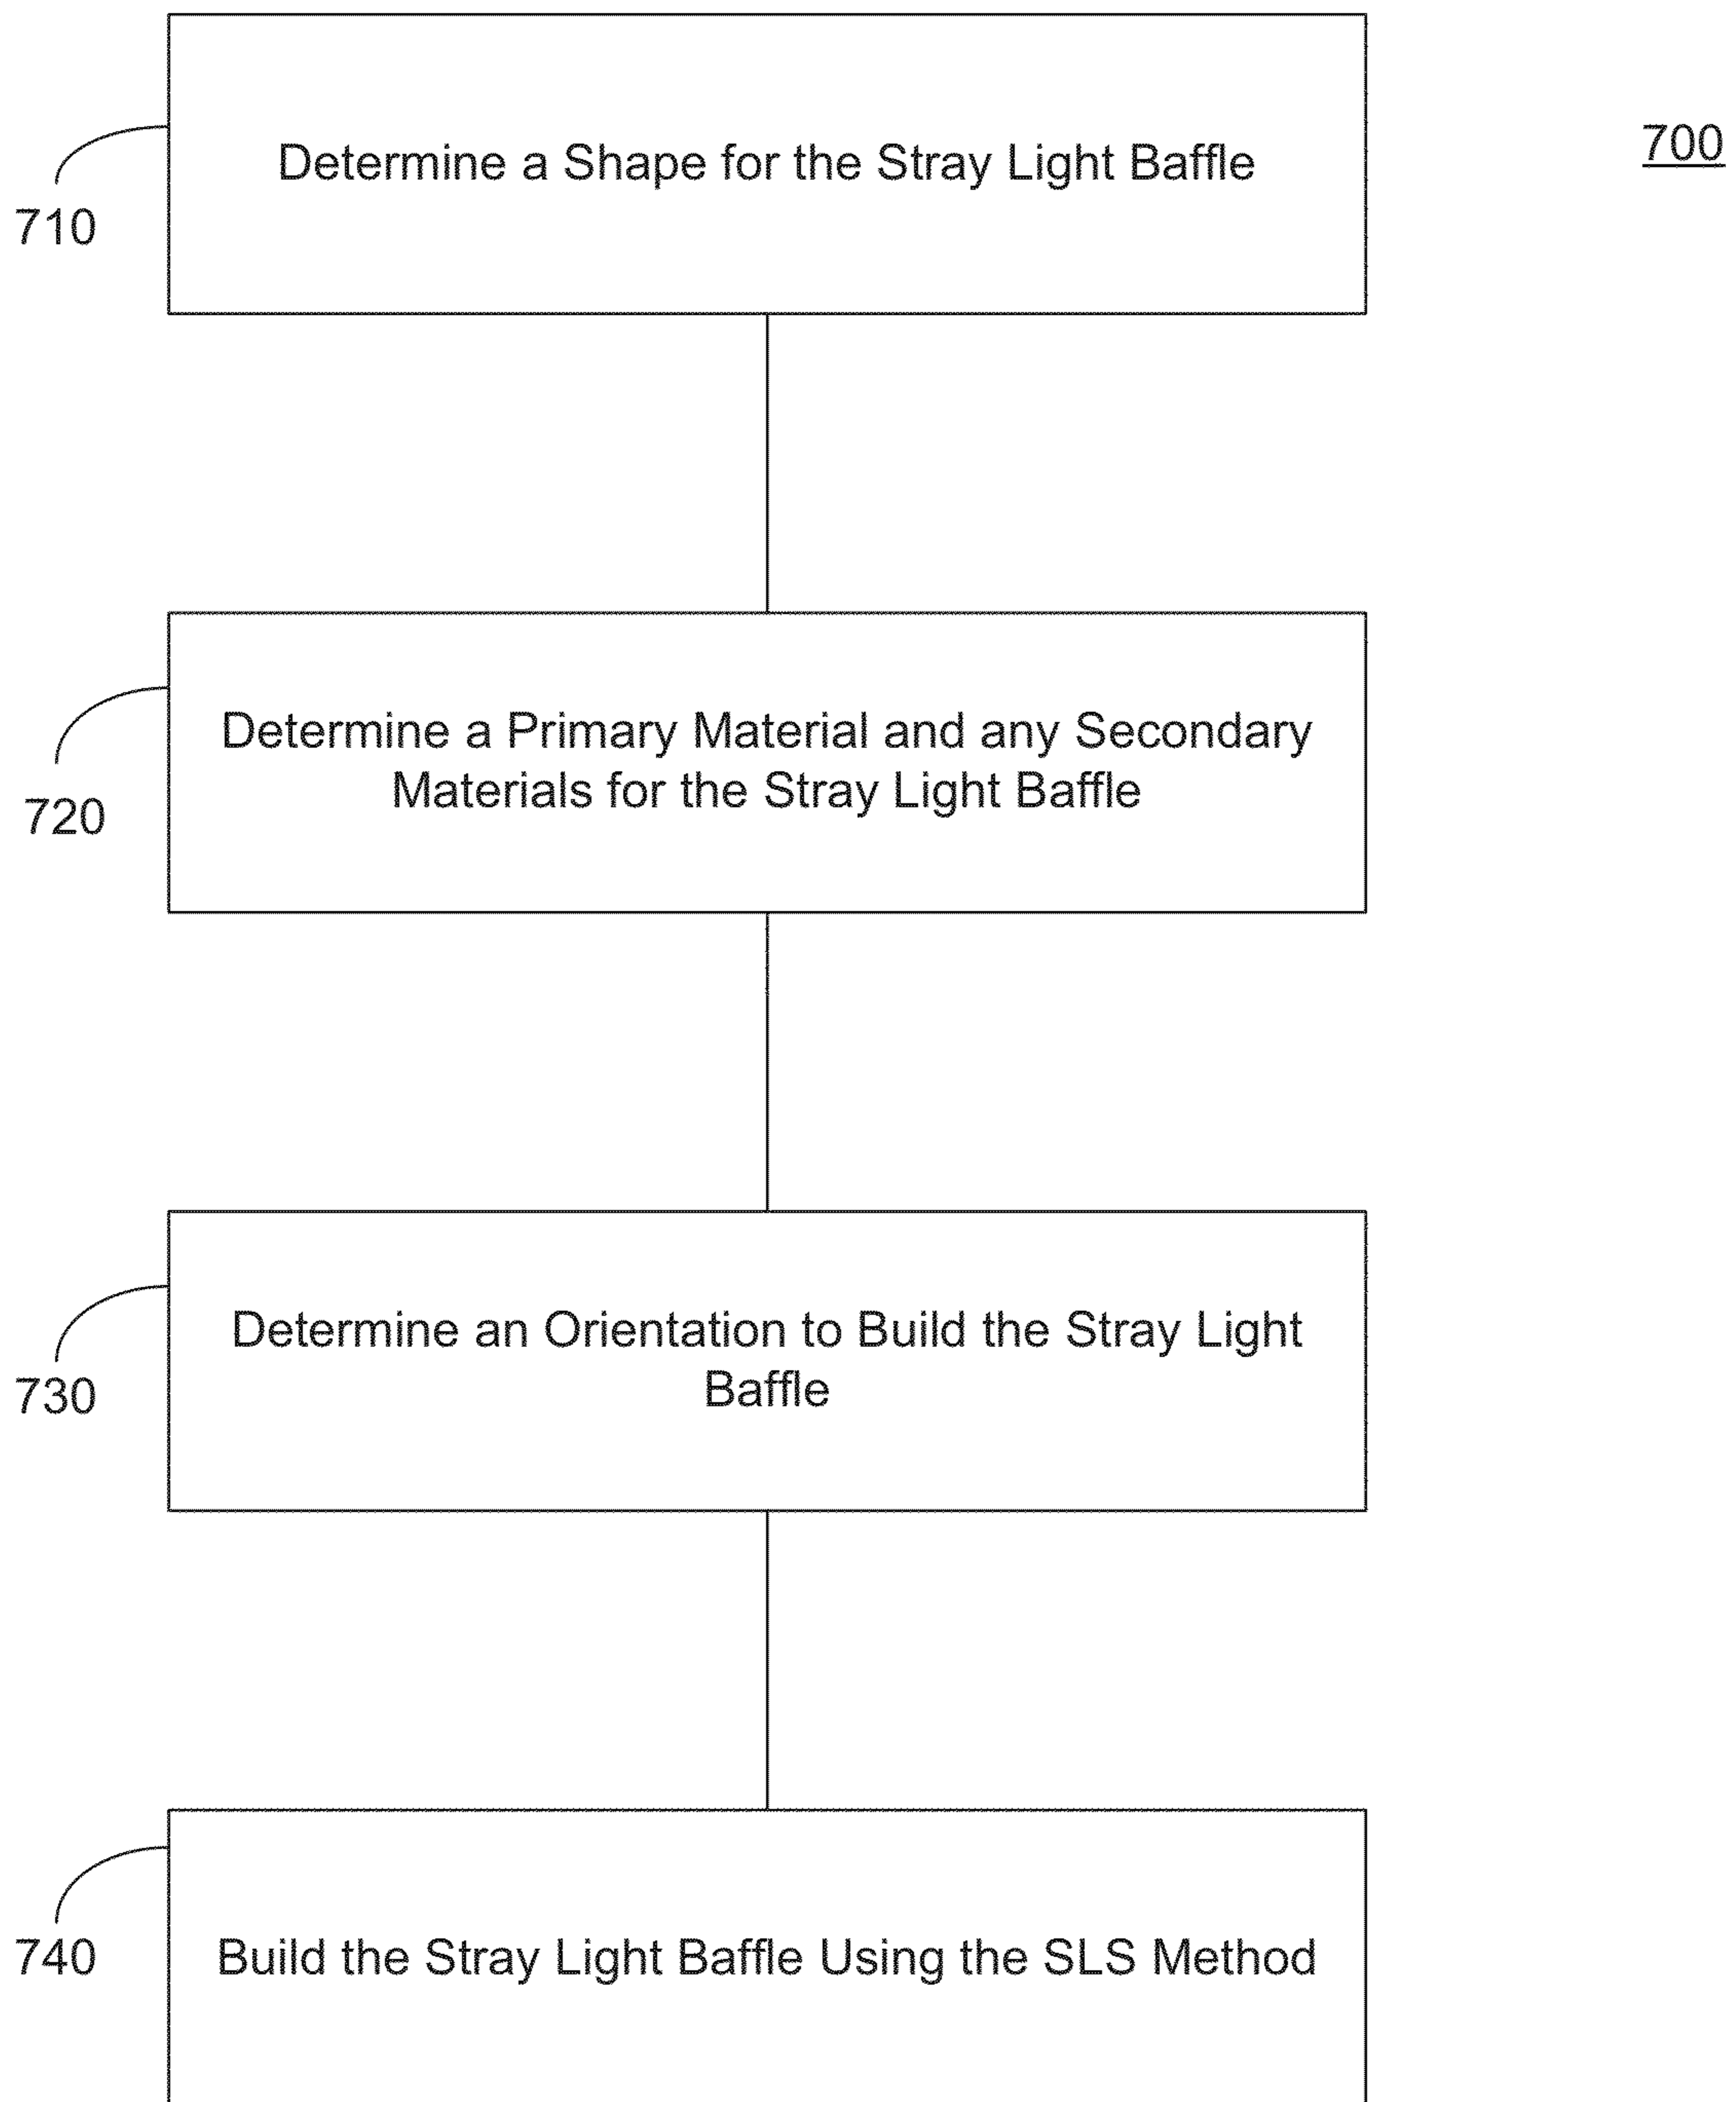 Determine a Shape for the Stray Light Baffle
700
710
Determine a Primary Material and any Secondary
Materials for the Stray Light Baffle
720
Determine an Orientation to Build the Stray Light
Baffle
730
Build the Stray Light Baffle Using the SLS Method
740